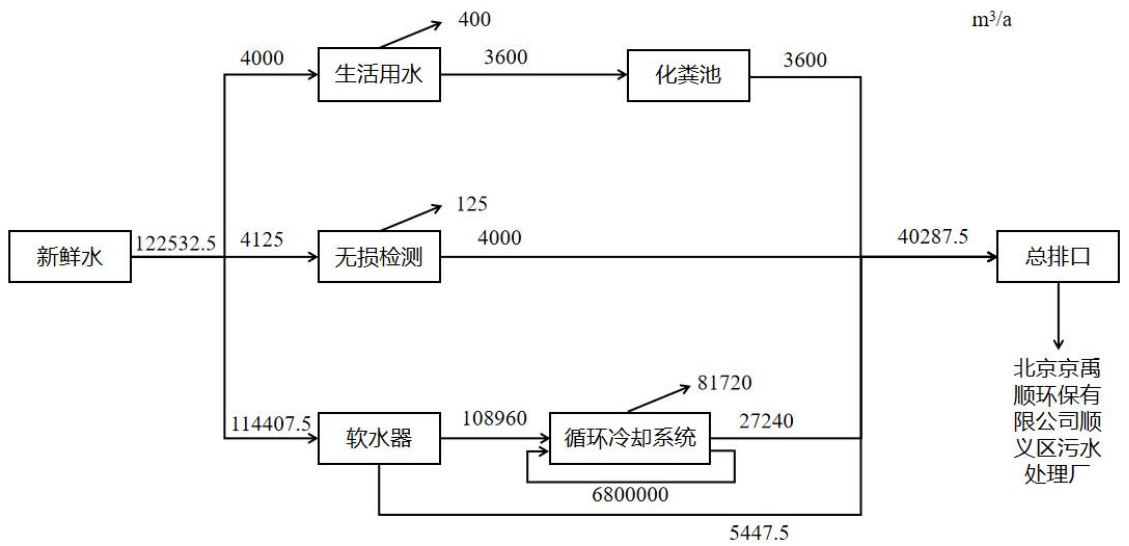 400
m³/a
4000
生活用水
3600
化粪池
3600
125
新鲜水
122532.5
4125
无损检测
4000
40287.5
总排口
81720
北京京禹
顺环保有
限公司顺
义区污水
处理厂
114407.5
软水器
108960
循环冷却系统
27240
6800000
5447.5